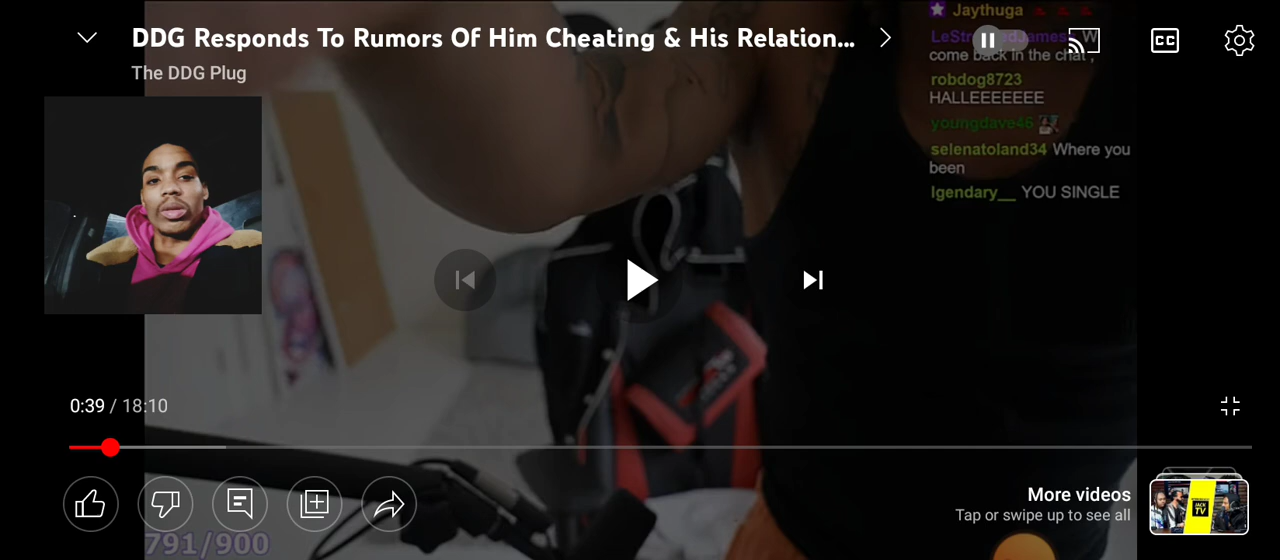 DDG Responds To Rumors Of Him Cheating & His Relation...
The DDG Plug
Jaythuga
come back in the chat ,
robdog8723
HALLEEEEEEE
youngdave45
selenatoland34 Where you
been
lgendary__ YOU SINGLE
CC
0:39 / 18:10
More videos
Tap or swipe up to see all
TV
791/900